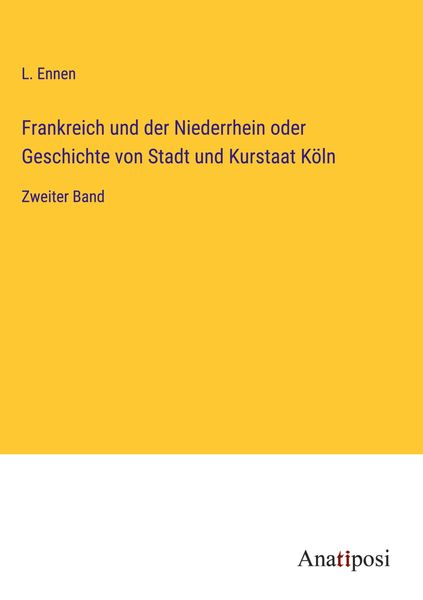 L. Ennen
Frankreich und der Niederrhein oder
Geschichte von Stadt und Kurstaat Köln
Zweiter Band
Anatiposi